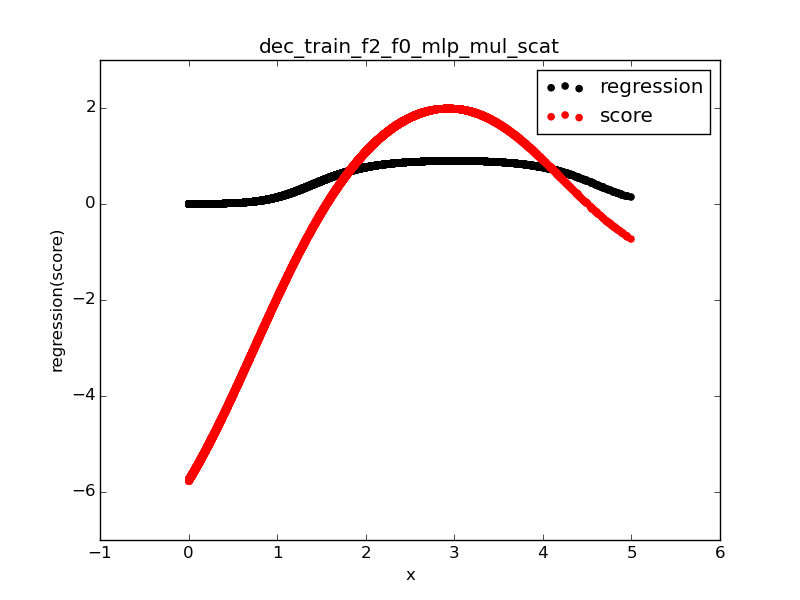 dec_train_f2_f0_mlp_mul_scat
regression
score
2
0
−2
−4
−6
regression(score)
−1 0 1 2 3 4 5 6
x